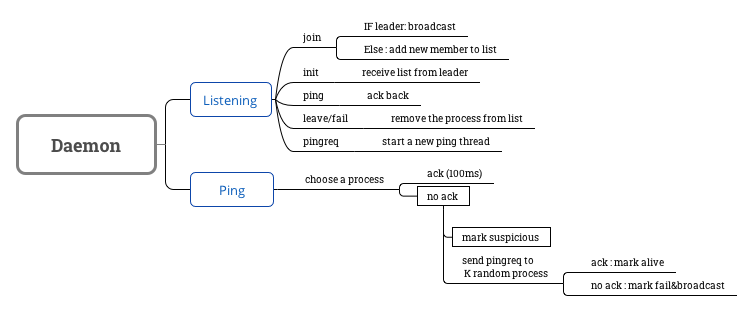 Daemon
Listening
join
IF leader: broadcast
Else : add new member to list
init
receive list from leader
ping
ack back
leave/fail
remove the process from list
pingreq
start a new ping thread
Ping
choose a process
ack (100ms)
no ack
mark suspicious
send pingreq to
K random process
ack : mark alive
no ack : mark fail&broadcast